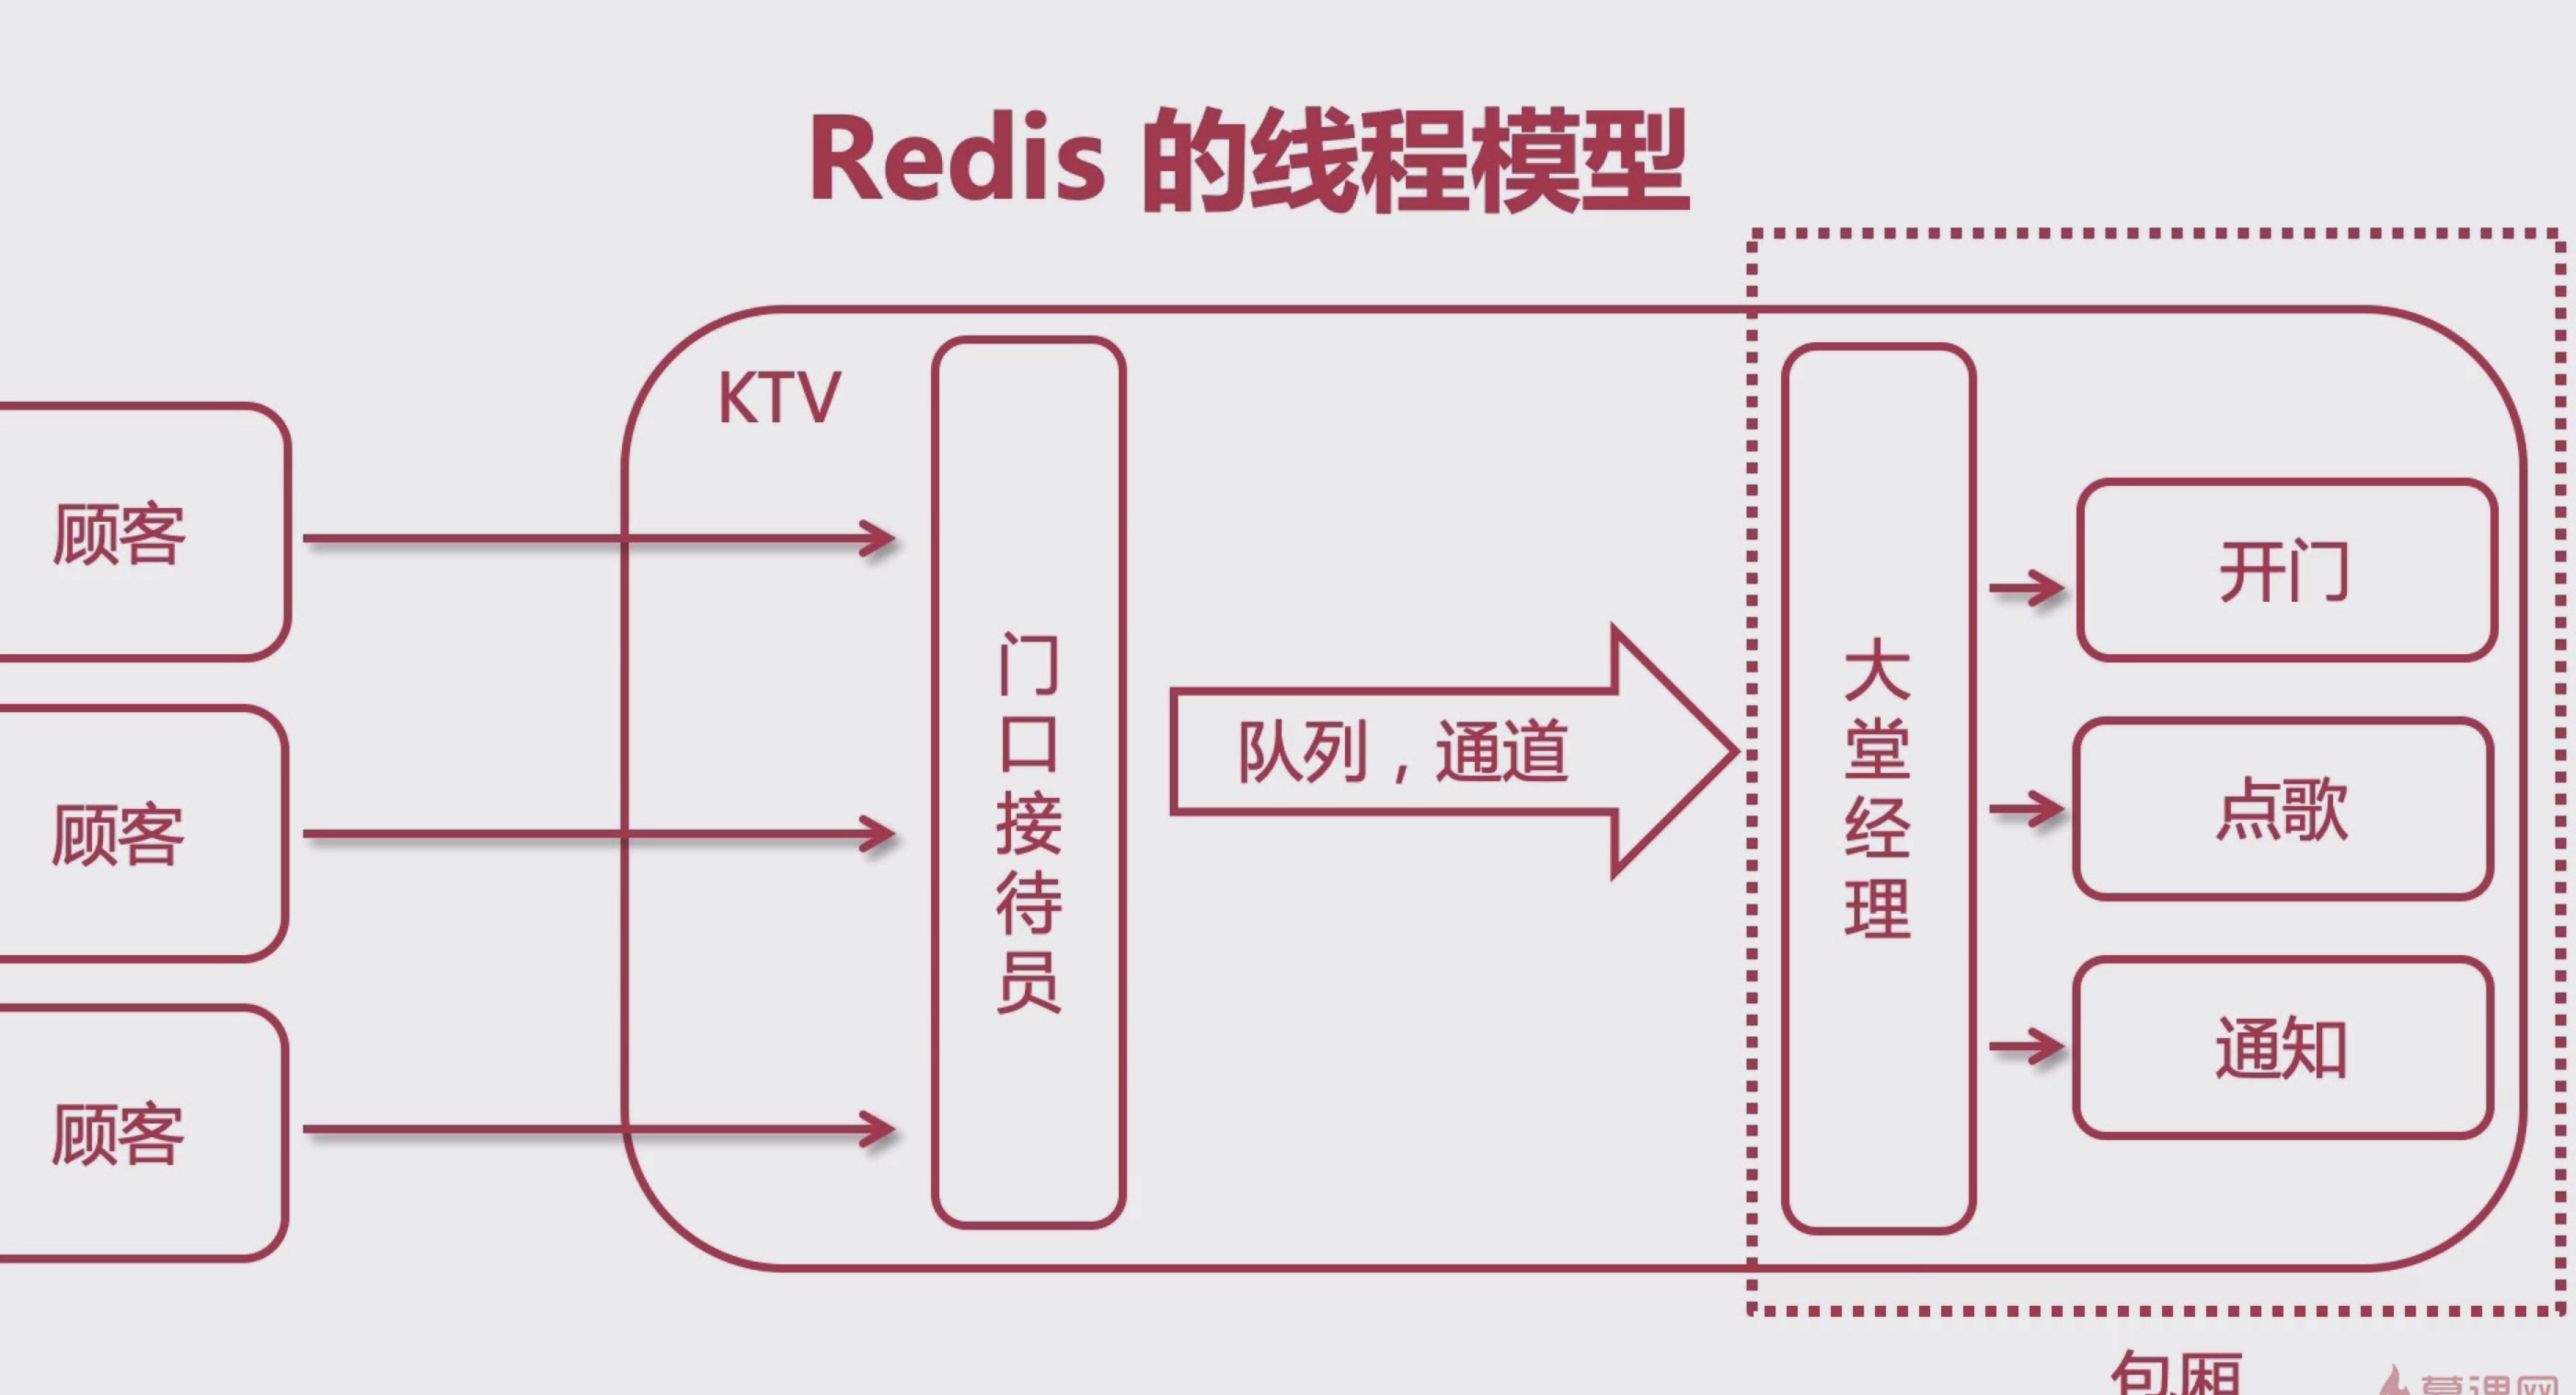 Redis 的线程模型
KTV
顾客
顾客
顾客
门口接待员
队列，通道
大堂经理
开门
点歌
通知
包厢
慕课网